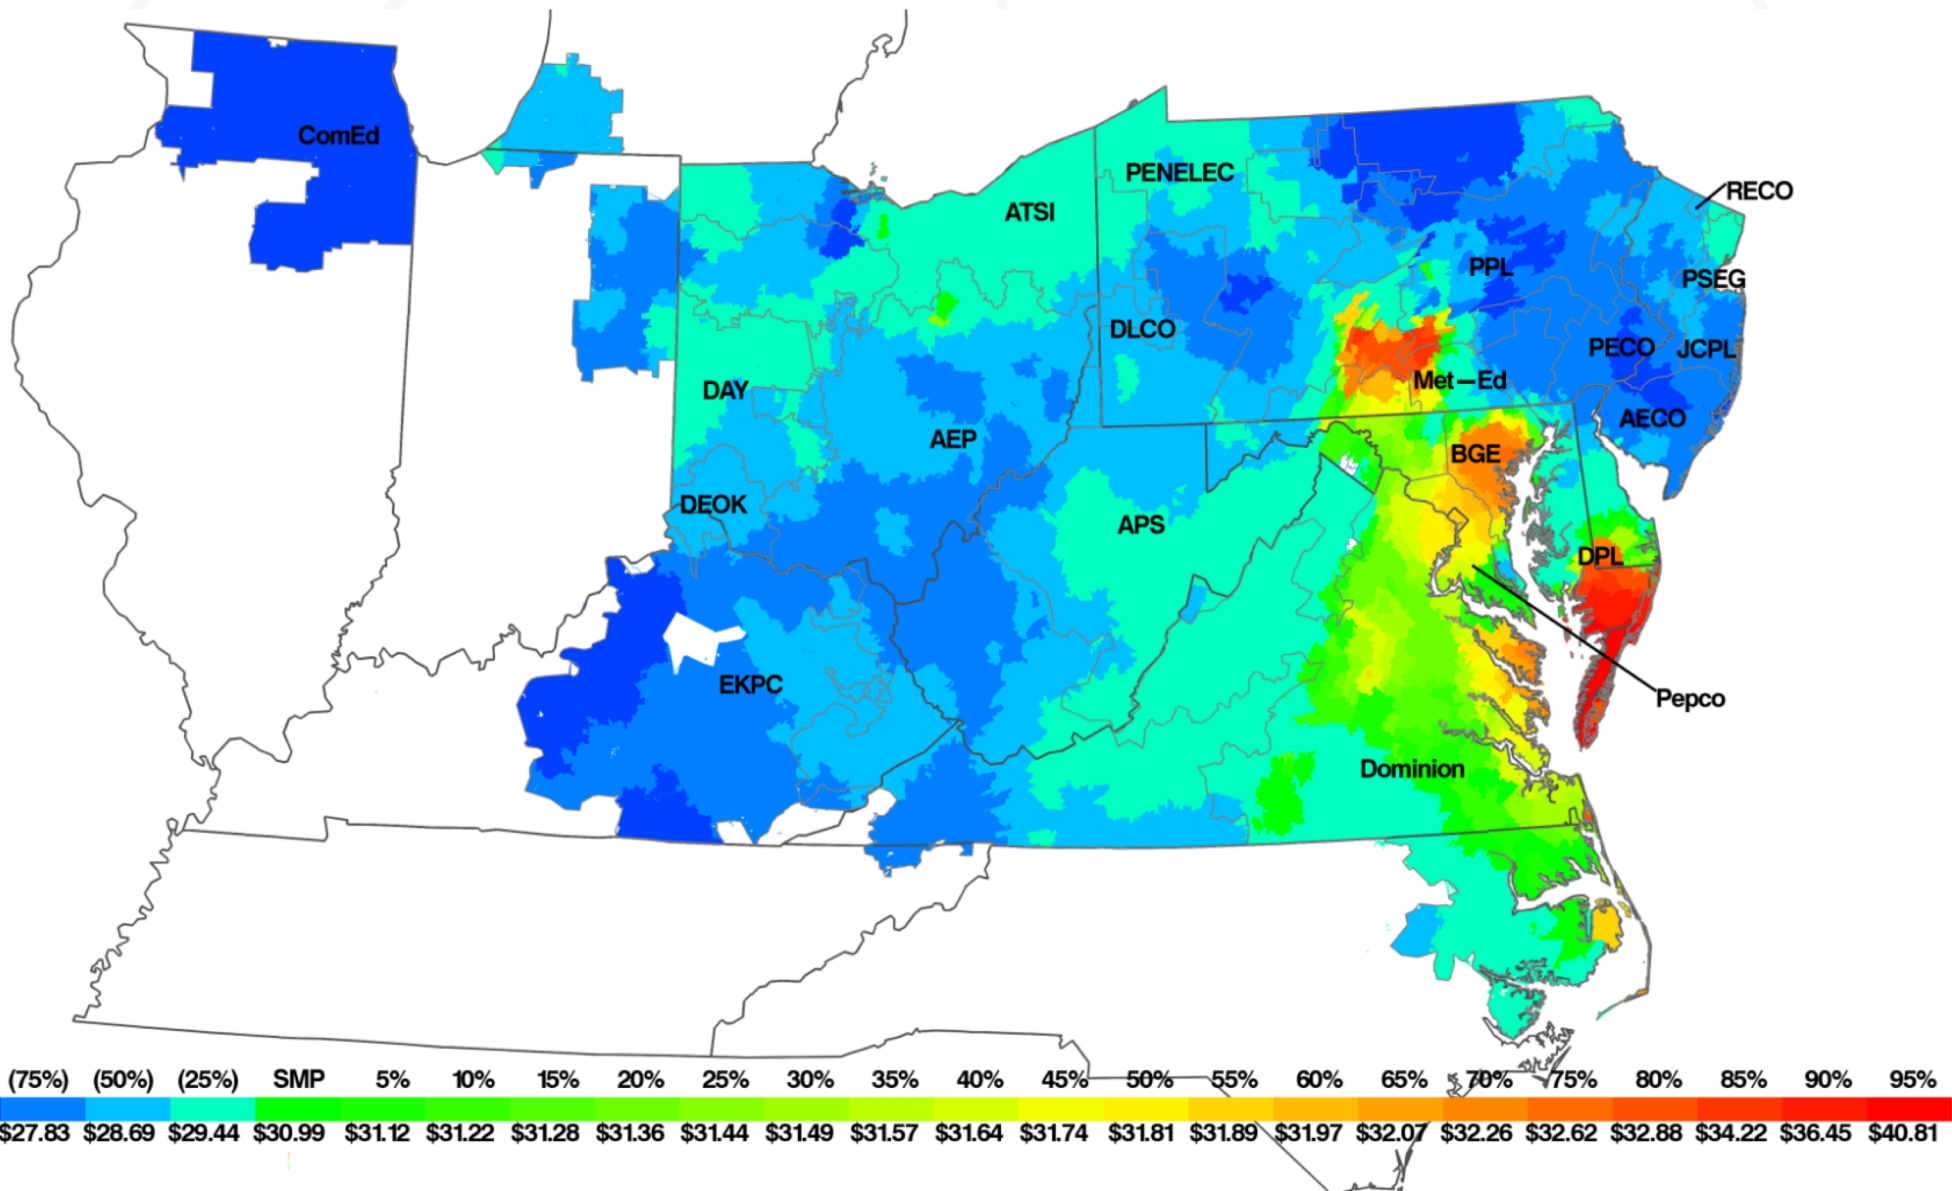 ComEd
PENELEC
RECO
ATSI
PPL
PSEG
DLCO
PECO
JCPL
Met-Ed
DAY
AECO
AEP
BGE
DEOK
APS
DPL
EKPC
Pepco
Dominion
(75%) (50%) (25%) SMP 5% 10% 15% 20% 25% 30% 35% 40% 45% 50% 55% 60% 65% 70% 75% 80% 85% 90% 95%
$27.83 $28.69 $29.44 $30.99 $31.12 $31.22 $31.28 $31.36 $31.44 $31.49 $31.57 $31.64 $31.74 $31.81 $31.89 $31.97 $32.07 $32.26 $32.62 $32.88 $34.22 $36.45 $40.81